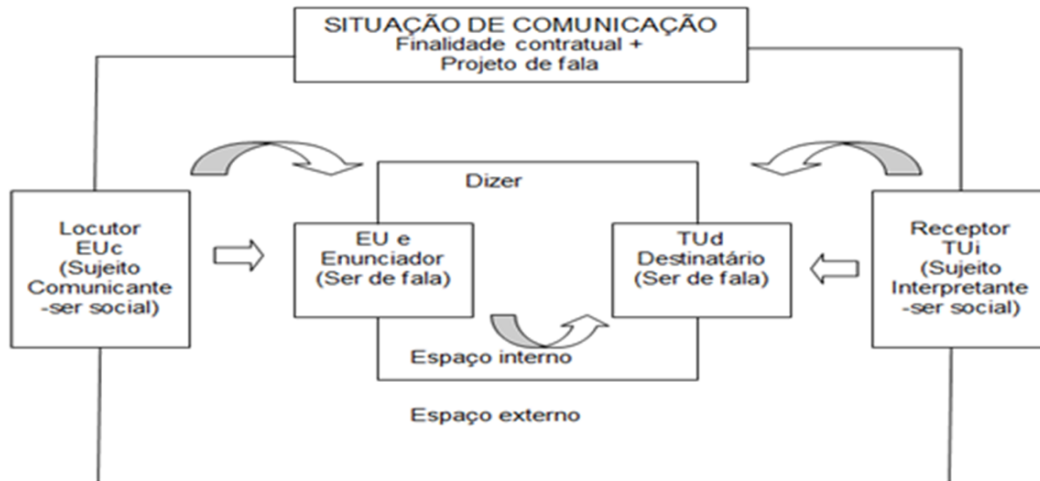 SITUAÇÃO DE COMUNICAÇÃO
Finalidade contratual +
Projeto de fala
Dizer
Locutor
EUc
(Sujeito
Comunicante
-ser social)
EU e
Enunciador
(Ser de fala)
TUd
Destinatário
(Ser de fala)
Receptor
TUi
(Sujeito
Interpretante
-ser social)
Espaço interno
Espaço externo